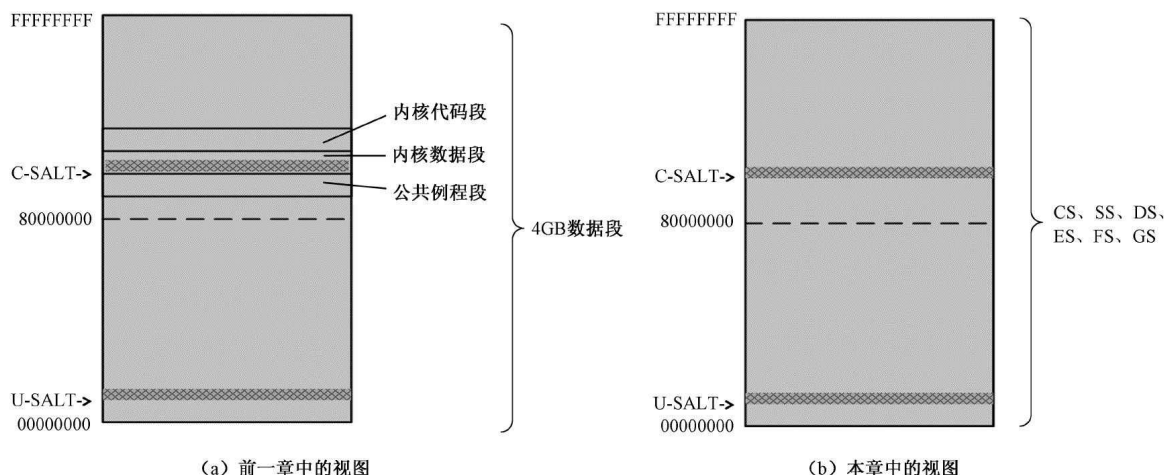 FFFFFFFF
内核代码段
内核数据段
C-SALT->
公共例程段
80000000
4GB数据段
U-SALT->
00000000
(a) 前一章中的视图
FFFFFFFF
C-SALT->
80000000
CS、SS、DS、
ES、FS、GS
U-SALT->
00000000
(b) 本章中的视图